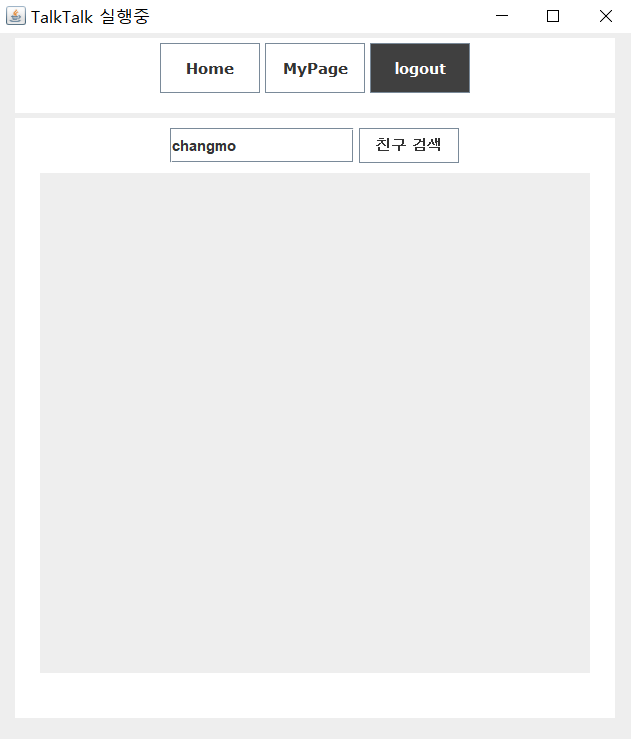 TalkTalk 실행중
Home MyPage logout
changmo 친구 검색